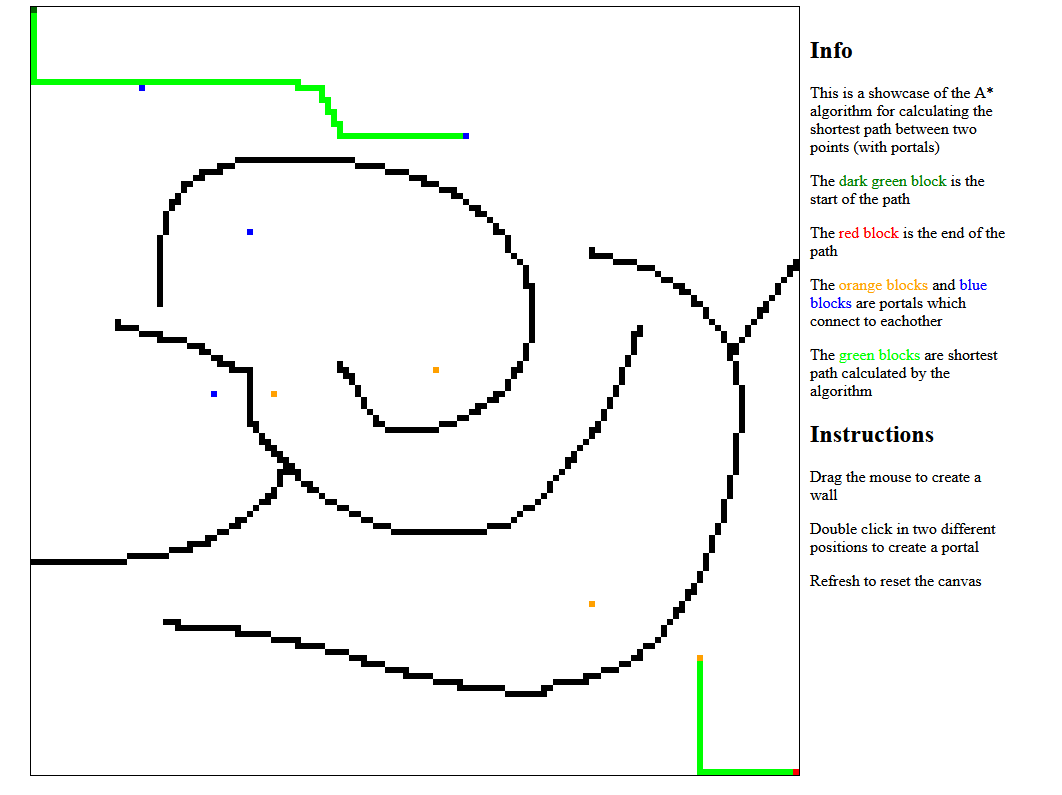 Info
This is a showcase of the A*
algorithm for calculating the
shortest path between two
points (with portals)
The dark green block is the
start of the path
The red block is the end of the
path
The orange blocks and blue
blocks are portals which
connect to eachother
The green blocks are shortest
path calculated by the
algorithm
Instructions
Drag the mouse to create a
wall
Double click in two different
positions to create a portal
Refresh to reset the canvas